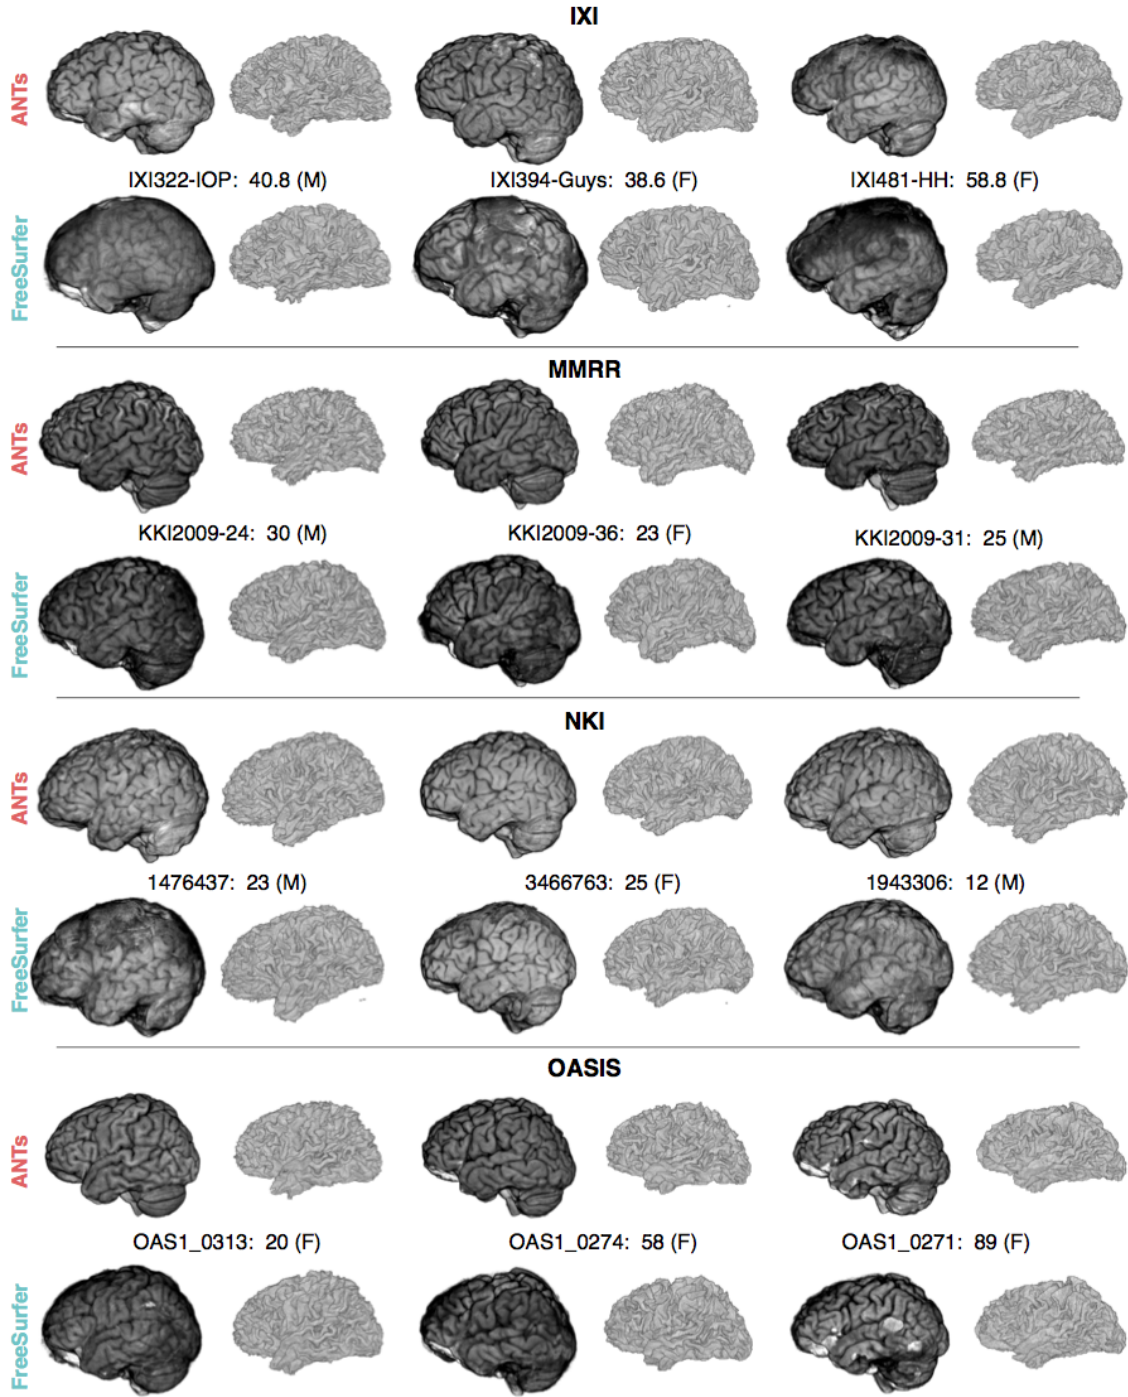 IXI
ANTs
IXI322-IOP: 40.8 (M)
IXI394-Guys: 38.6 (F)
IXI481-HH: 58.8 (F)
FreeSurfer
MMRR
ANTs
KKI2009-24: 30 (M)
KKI2009-36: 23 (F)
KKI2009-31: 25 (M)
FreeSurfer
NKI
ANTs
1476437: 23 (M)
3466763: 25 (F)
1943306: 12 (M)
FreeSurfer
OASIS
ANTs
OAS1_0313: 20 (F)
OAS1_0274: 58 (F)
OAS1_0271: 89 (F)
FreeSurfer